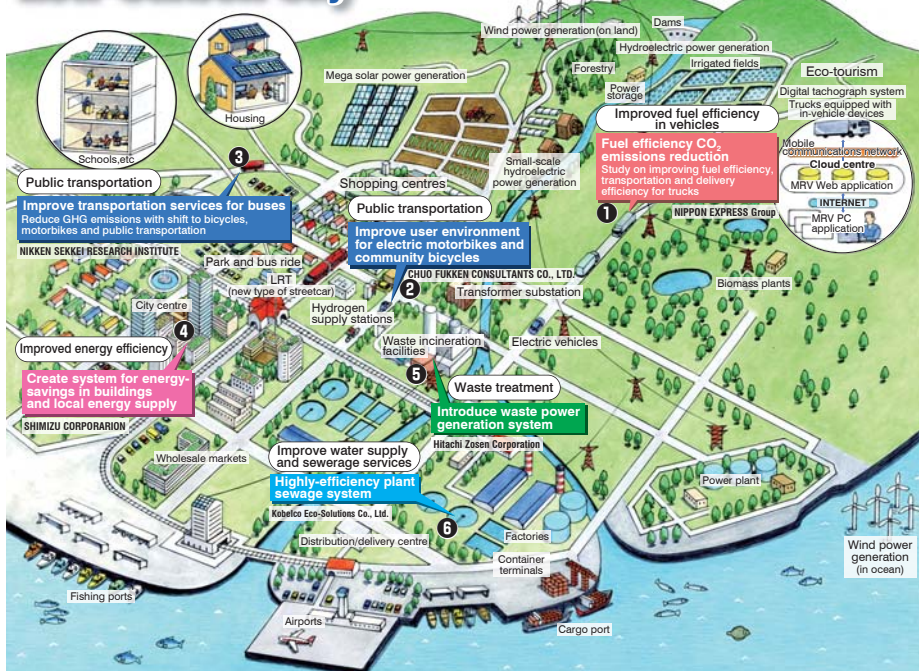 Wind power generation(on land)
Dams
Hydroelectric power generation
Forestry
Irrigated fields
Mega solar power generation
Power
storage
Eco-tourism
Digital tachograph system
Trucks equipped with
in-vehicle devices
Mobile
communications network
Cloud centre
MRV Web application
INTERNET
MRV PC
application
Schools,etc
Housing
Improved fuel efficiency
in vehicles
Fuel efficiency CO₂
emissions reduction
Study on improving fuel efficiency,
transportation and delivery
efficiency for trucks
1
NIPPON EXPRESS Group
Small-scale
hydroelectric
power generation
3
Public transportation
Improve transportation services for buses
Reduce GHG emissions with shift to bicycles,
motorbikes and public transportation
NIKKEN SEKKEI RESEARCH INSTITUTE
Shopping centres
Public transportation
Improve user environment
for electric motorbikes and
community bicycles
CHUO FUKKEN CONSULTANTS CO., LTD.
2
Park and bus ride
LRT
(new type of streetcar)
Hydrogen
supply stations
Transformer substation
Biomass plants
City centre
4
Improved energy efficiency
Create system for energy-
savings in buildings
and local energy supply
SHIMIZU CORPORARION
Waste incineration
facilities
Electric vehicles
5
Waste treatment
Introduce waste power
generation system
Hitachi Zosen Corporation
Wholesale markets
Improve water supply
and sewerage services
Highly-efficiency plant
sewage system
Kobelco Eco-Solutions Co., Ltd.
6
Power plant
Factories
Distribution/delivery centre
Container
terminals
Wind power
generation
(in ocean)
Fishing ports
Airports
Cargo port